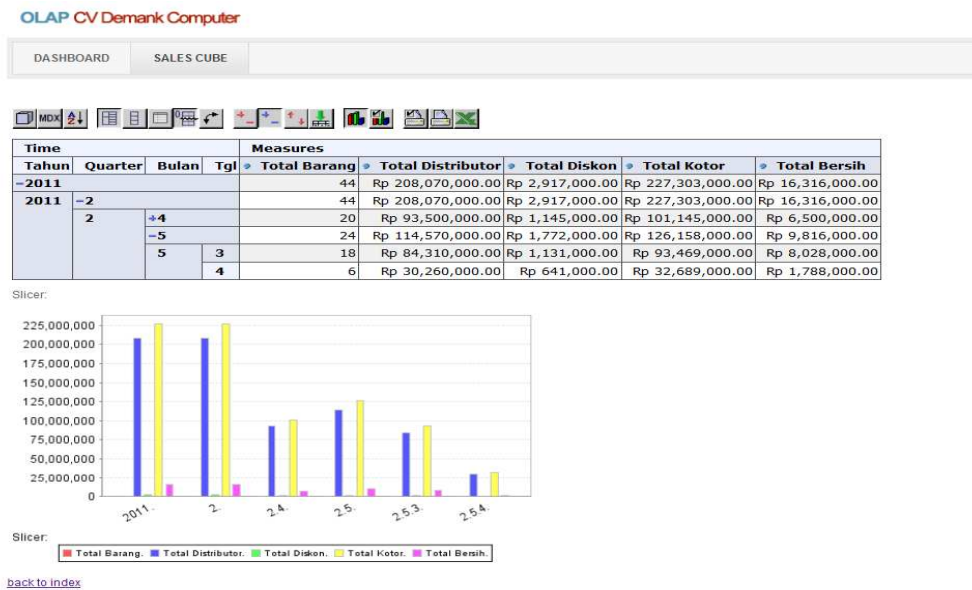 OLAP CV Demank Computer
DASHBOARD SALES CUBE
MDX
Time Measures
Tahun Quarter Bulan Tgl Total Barang Total Distributor Total Diskon Total Kotor Total Bersih
-2011 44 Rp 208,070,000.00 Rp 2,917,000.00 Rp 227,303,000.00 Rp 16,316,000.00
2011 -2 44 Rp 208,070,000.00 Rp 2,917,000.00 Rp 227,303,000.00 Rp 16,316,000.00
2 +4 20 Rp 93,500,000.00 Rp 1,145,000.00 Rp 101,145,000.00 Rp 6,500,000.00
-5 24 Rp 114,570,000.00 Rp 1,772,000.00 Rp 126,158,000.00 Rp 9,816,000.00
5 3 18 Rp 84,310,000.00 Rp 1,131,000.00 Rp 93,469,000.00 Rp 8,028,000.00
4 6 Rp 30,260,000.00 Rp 641,000.00 Rp 32,689,000.00 Rp 1,788,000.00
Slicer:
225,000,000
200,000,000
175,000,000
150,000,000
125,000,000
100,000,000
75,000,000
50,000,000
25,000,000
0
2011. 2. 2.4. 2.5. 2.5.3. 2.5.4.
Slicer:
Total Barang. Total Distributor. Total Diskon. Total Kotor. Total Bersih.
back to index